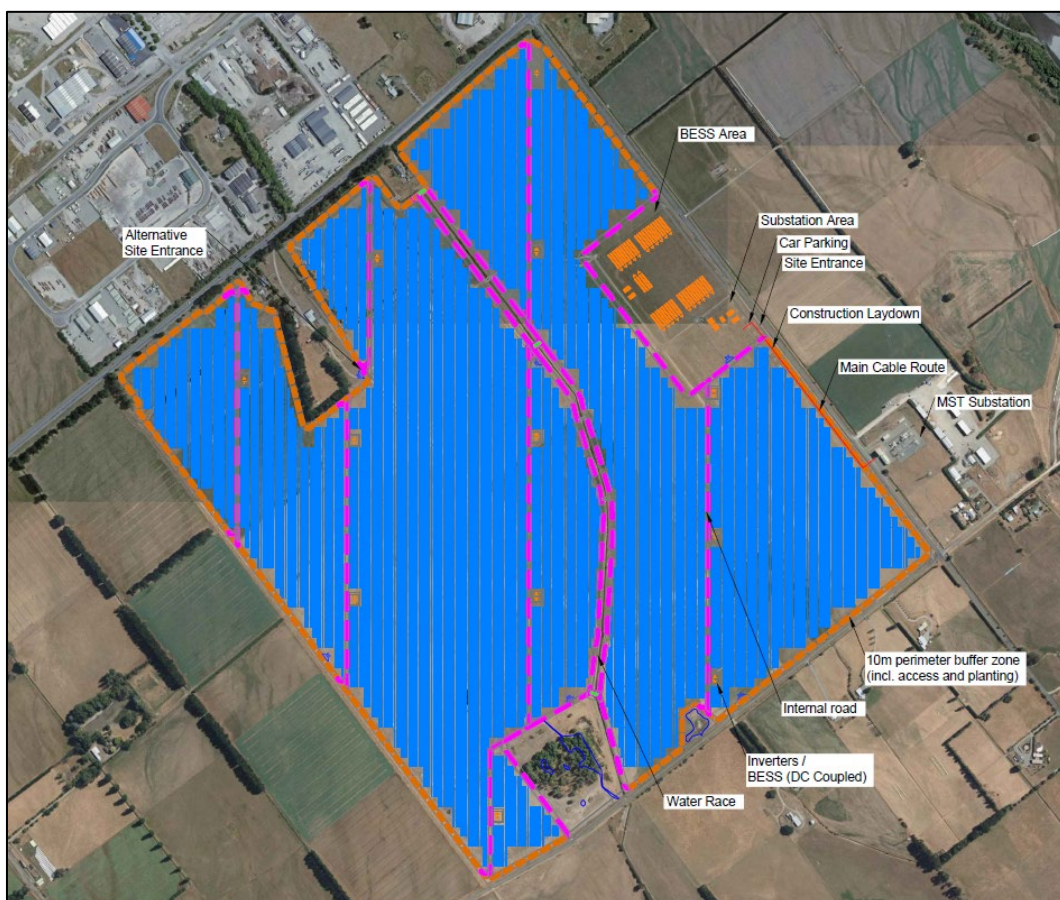 BESS Area
Substation Area
Car Parking
Site Entrance
Alternative
Site Entrance
Construction Laydown
Main Cable Route
MST Substation
10m perimeter buffer zone
(incl. access and planting)
Internal road
Inverters /
BESS (DC Coupled)
Water Race